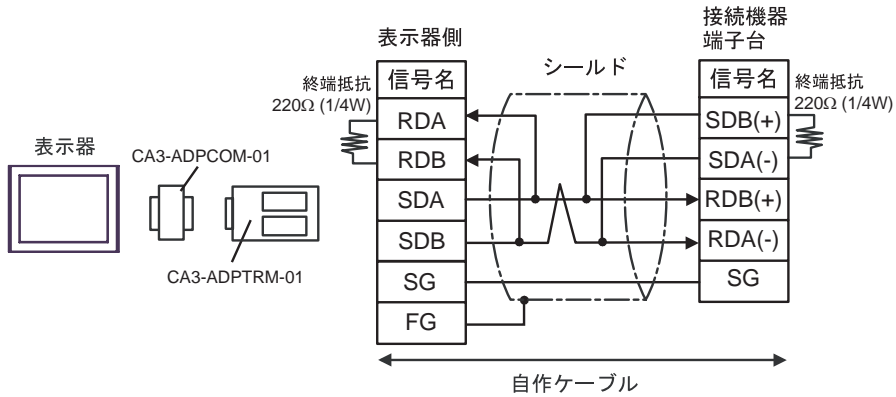 接続機器
端子台
表示器側
シールド
信号名
信号名
終端抵抗
220Ω (1/4W)
終端抵抗
220Ω (1/4W)
RDA
SDB(+)
表示器
CA3-ADPCOM-01
RDB
SDA(-)
SDA
RDB(+)
SDB
RDA(-)
CA3-ADPTRM-01
SG
SG
FG
自作ケーブル